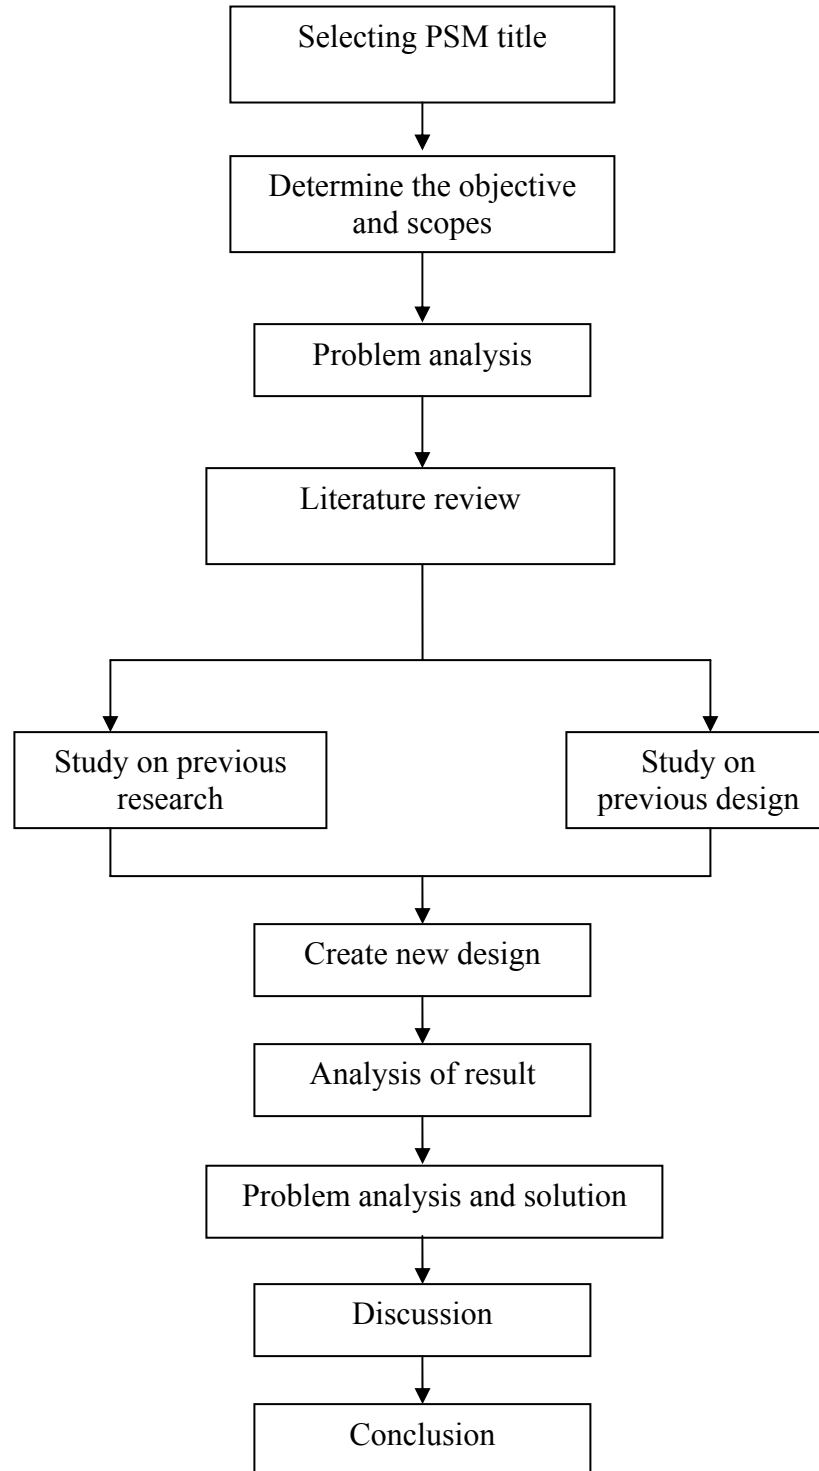 Selecting PSM title
Determine the objective
and scopes
Problem analysis
Literature review
Study on previous
research
Study on
previous design
Create new design
Analysis of result
Problem analysis and solution
Discussion
Conclusion